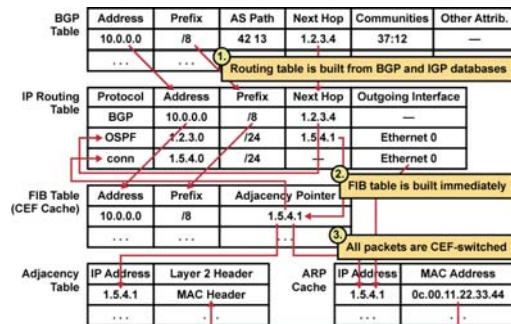 BGP Table
Address Prefix AS Path Next Hop Communities Other Attrib.
10.0.0.0 /8 42 13 1.2.3.4 37:12 —
. . . . . .
1. Routing table is built from BGP and IGP databases
IP Routing Table
Protocol Address Prefix Next Hop Outgoing Interface
BGP 10.0.0.0 /8 1.2.3.4 —
OSPF 1.2.3.0 /24 1.5.4.1 Ethernet 0
conn 1.5.4.0 /24 — Ethernet 0
2. FIB table is built immediately
FIB Table (CEF Cache)
Address Prefix Adjacency Pointer
10.0.0.0 /8 1.5.4.1
. . . . . . . . .
3. All packets are CEF-switched
Adjacency Table
IP Address Layer 2 Header
1.5.4.1 MAC Header
. . . . . .
ARP Cache
IP Address MAC Address
1.5.4.1 0c.00.11.22.33.44
. . . . . .